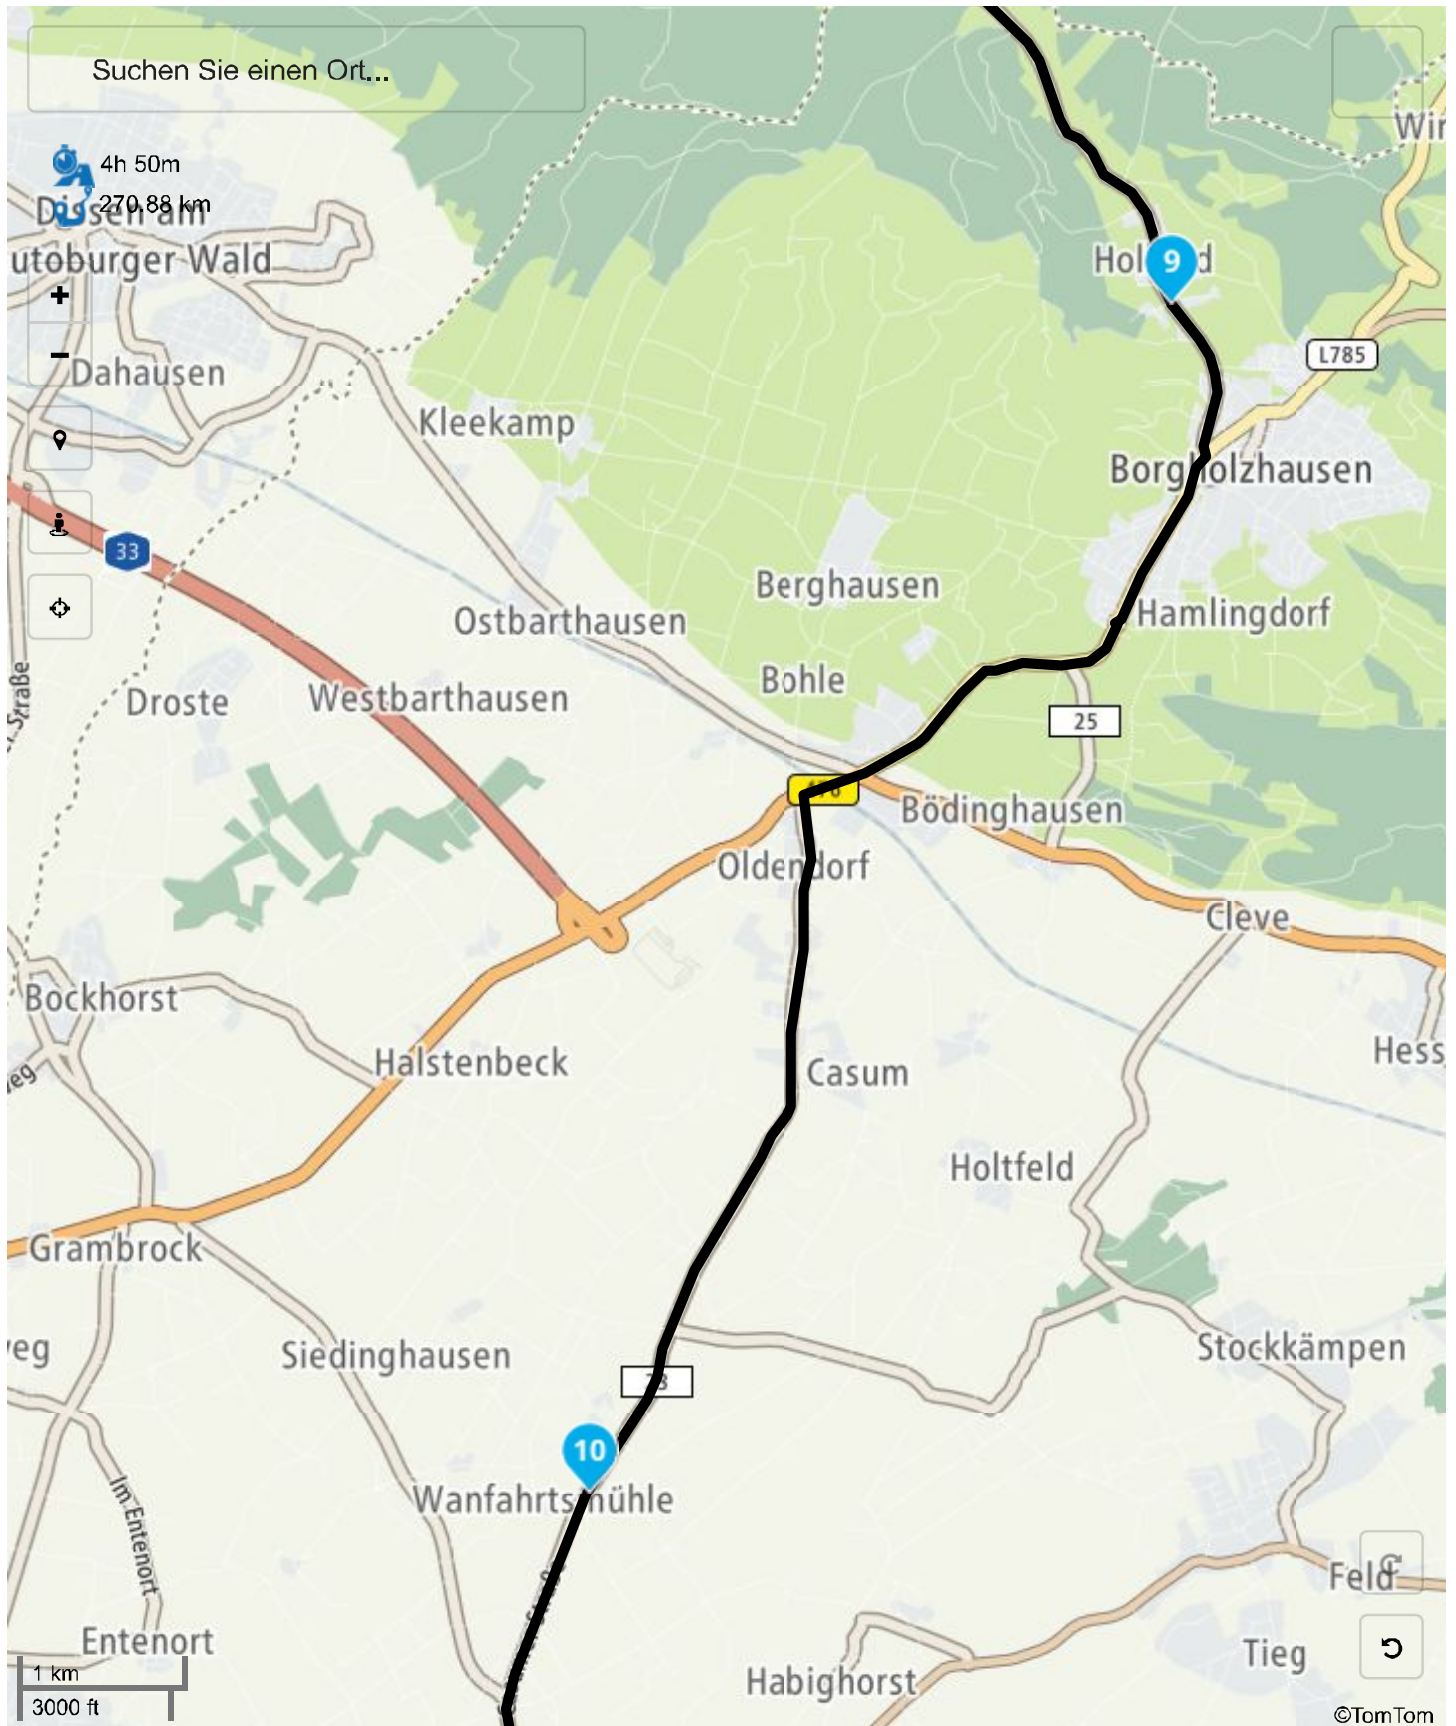 Suchen Sie einen Ort...
4h 50m
270.88 km
Dissen am
utoburger Wald
+
−
Dahausen
33
Kleekamp
9
L785
Borgholzhausen
Berghausen
Hamlingdorf
Ostbarthausen
Bohle
Westbarthausen
Droste
25
Bödinghausen
Oldendorf
Cleve
Bockhorst
Halstenbeck
Casum
Hess
Holtfeld
Grambrock
Siedinghausen
Stockkämpen
10
Wanfahrtsmühle
Im Entenort
Feld
Entenort
Tieg
Habighorst
1 km
3000 ft
©TomTom